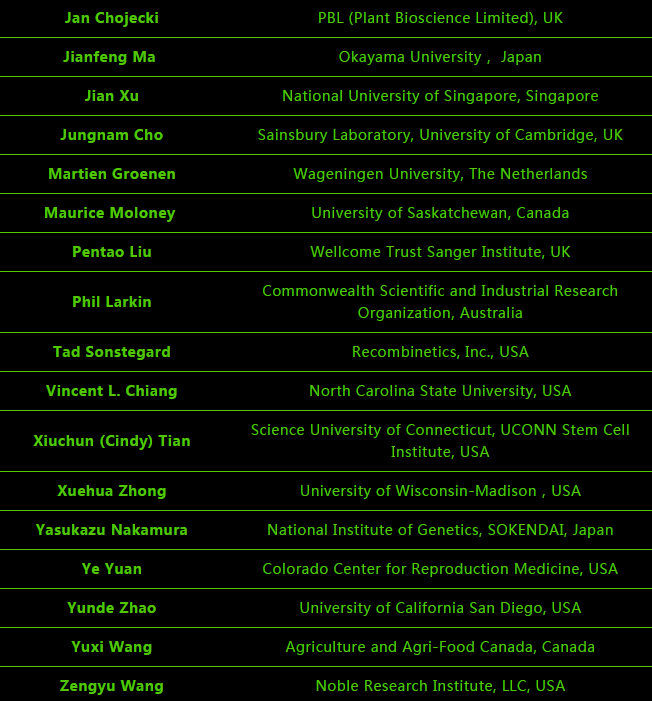 Jan Chojecki PBL (Plant Bioscience Limited), UK
Jianfeng Ma Okayama University , Japan
Jian Xu National University of Singapore, Singapore
Jungnam Cho Sainsbury Laboratory, University of Cambridge, UK
Martien Groenen Wageningen University, The Netherlands
Maurice Moloney University of Saskatchewan, Canada
Pentao Liu Wellcome Trust Sanger Institute, UK
Phil Larkin Commonwealth Scientific and Industrial Research
Organization, Australia
Tad Sonstegard Recombinetics, Inc., USA
Vincent L. Chiang North Carolina State University, USA
Xiuchun (Cindy) Tian Science University of Connecticut, UCONN Stem Cell
Institute, USA
Xuehua Zhong University of Wisconsin-Madison , USA
Yasukazu Nakamura National Institute of Genetics, SOKENDAI, Japan
Ye Yuan Colorado Center for Reproduction Medicine, USA
Yunde Zhao University of California San Diego, USA
Yuxi Wang Agriculture and Agri-Food Canada, Canada
Zengyu Wang Noble Research Institute, LLC, USA